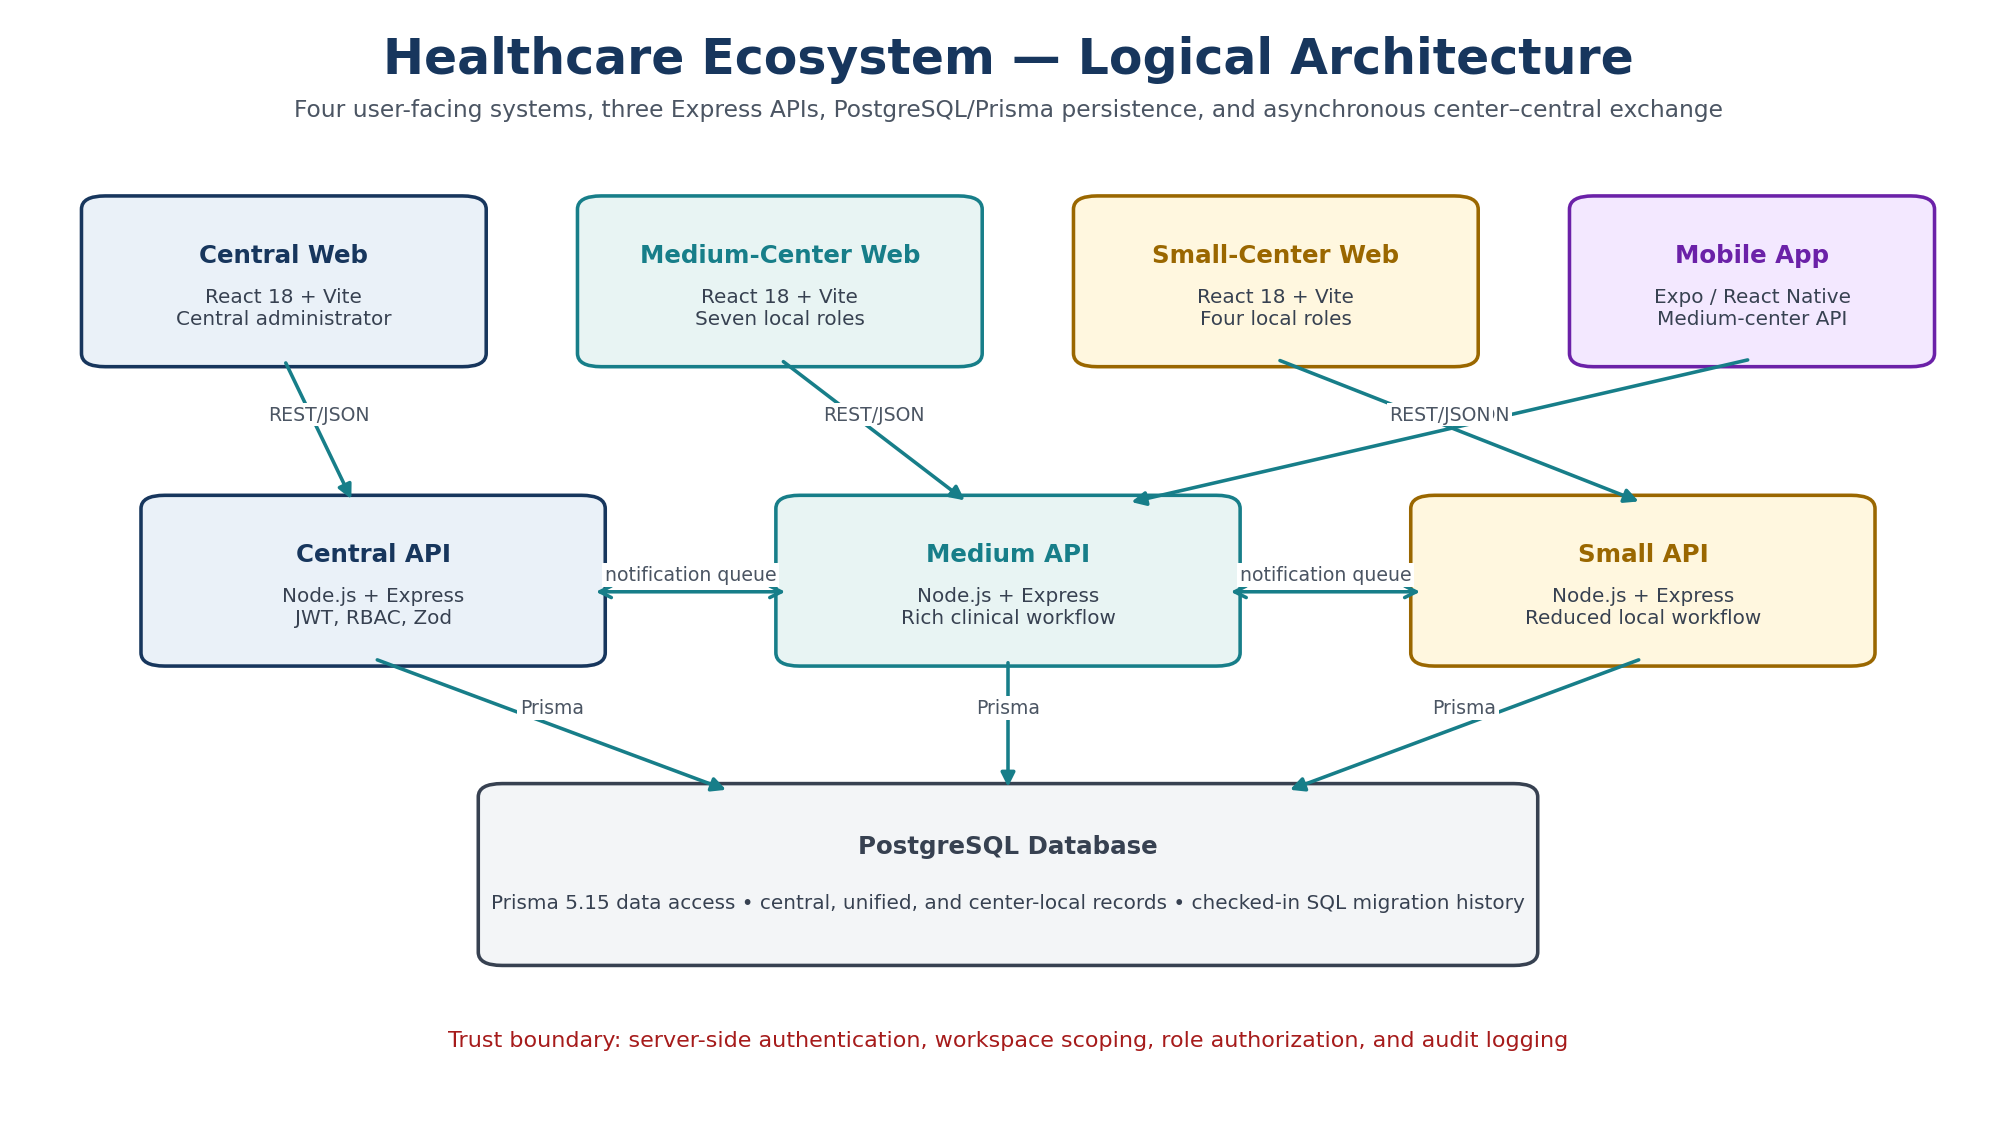 Healthcare Ecosystem — Logical Architecture
Four user-facing systems, three Express APIs, PostgreSQL/Prisma persistence, and asynchronous center–central exchange
Central Web
React 18 + Vite
Central administrator
Medium-Center Web
React 18 + Vite
Seven local roles
Small-Center Web
React 18 + Vite
Four local roles
Mobile App
Expo / React Native
Medium-center API
REST/JSON
REST/JSON
REST/JSON
Central API
Node.js + Express
JWT, RBAC, Zod
notification queue
Medium API
Node.js + Express
Rich clinical workflow
notification queue
Small API
Node.js + Express
Reduced local workflow
Prisma
Prisma
Prisma
PostgreSQL Database
Prisma 5.15 data access • central, unified, and center-local records • checked-in SQL migration history
Trust boundary: server-side authentication, workspace scoping, role authorization, and audit logging